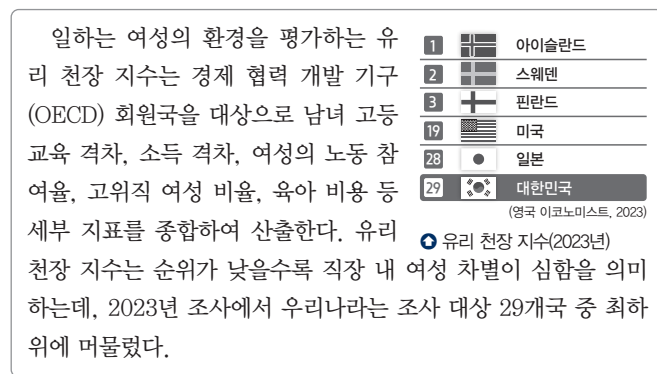 일하는 여성의 환경을 평가하는 유
리 천장 지수는 경제 협력 개발 기구
(OECD) 회원국을 대상으로 남녀 고등
교육 격차, 소득 격차, 여성의 노동 참
여율, 고위직 여성 비율, 육아 비용 등
세부 지표를 종합하여 산출한다. 유리
1 아이슬란드
2 스웨덴
3 핀란드
19 미국
28 일본
29 대한민국
(영국 이코노미스트, 2023)
유리 천장 지수(2023년)
천장 지수는 순위가 낮을수록 직장 내 여성 차별이 심함을 의미
하는데, 2023년 조사에서 우리나라는 조사 대상 29개국 중 최하
위에 머물렀다.